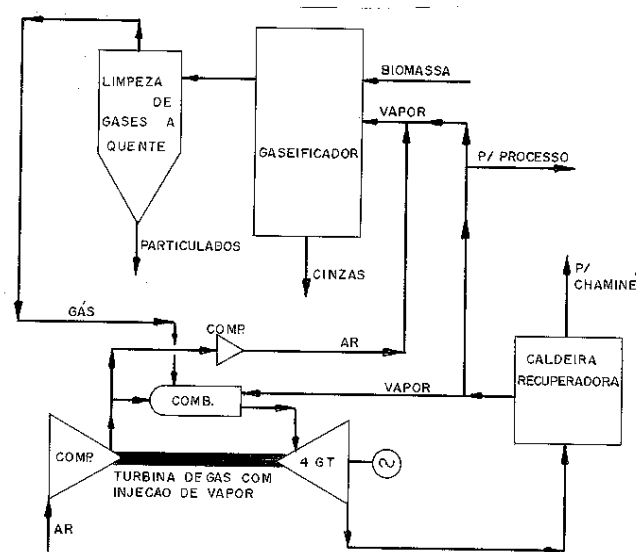 LIMPEZA
DE
GASES A
QUENTE
GASEIFICADOR
BIOMASSA
VAPOR
P/ PROCESSO
PARTICULADOS
CINZAS
P/
CHAMINÉ
GÁS
COMP.
AR
CALDEIRA
RECUPERADORA
VAPOR
COMB.
COMP.
4 GT
TURBINA DE GAS COM
INJECAO DE VAPOR
AR